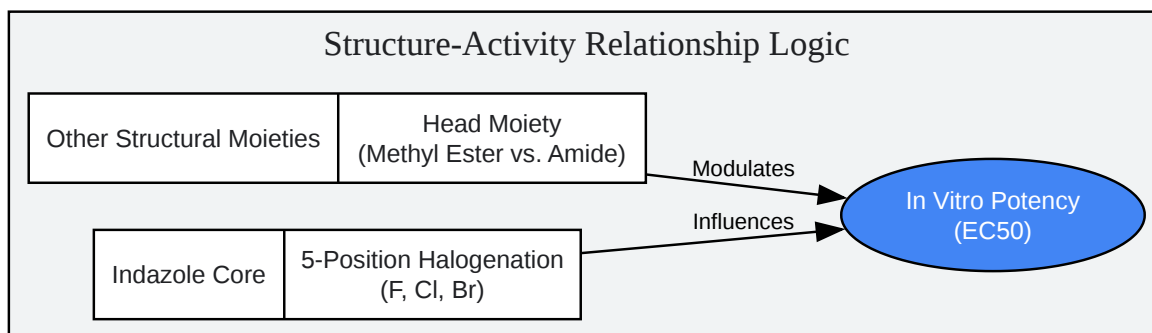 Structure-Activity Relationship Logic
Other Structural Moieties
Head Moiety
(Methyl Ester vs. Amide)
Modulates
In Vitro Potency
(EC50)
Influences
Indazole Core
5-Position Halogenation
(F, Cl, Br)